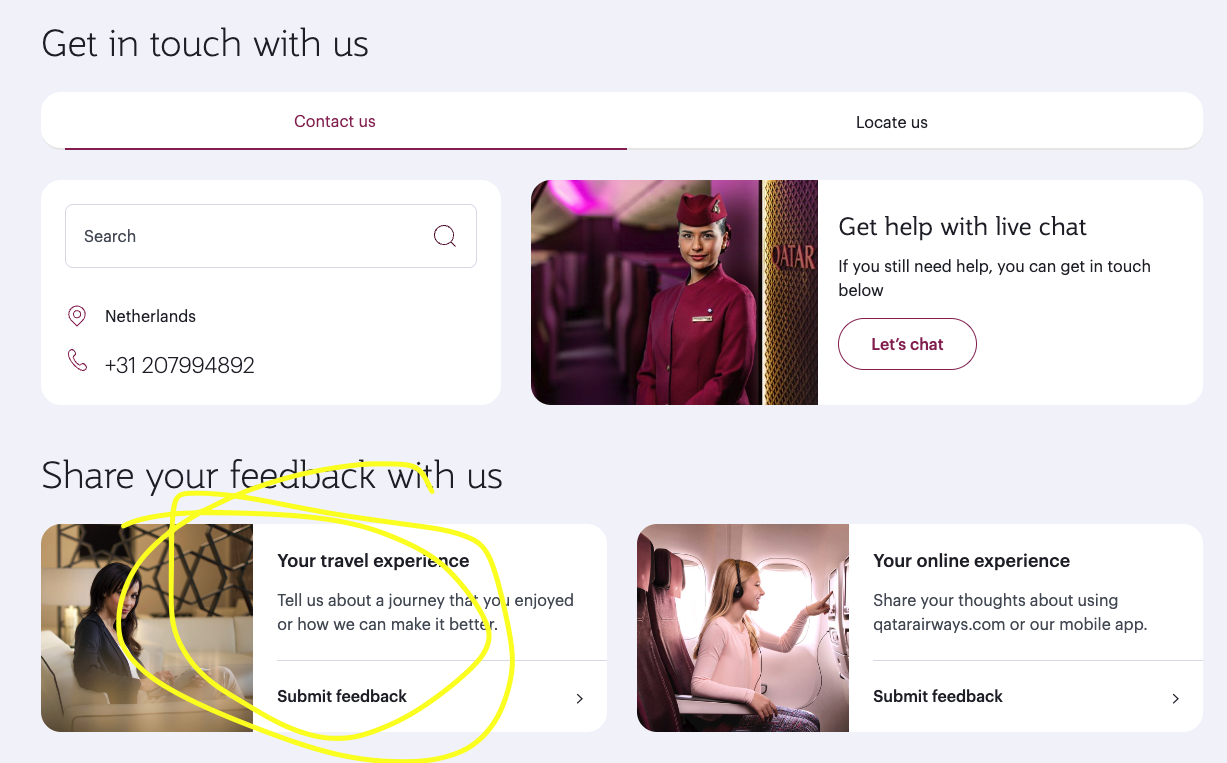 Get in touch with us
Contact us
Locate us
Search
Netherlands
+31 207994892
QATAR
Get help with live chat
If you still need help, you can get in touch
below
Let's chat
Share your feedback with us
Your travel experience
Tell us about a journey that you enjoyed
or how we can make it better.
Submit feedback
Your online experience
Share your thoughts about using
qatarairways.com or our mobile app.
Submit feedback